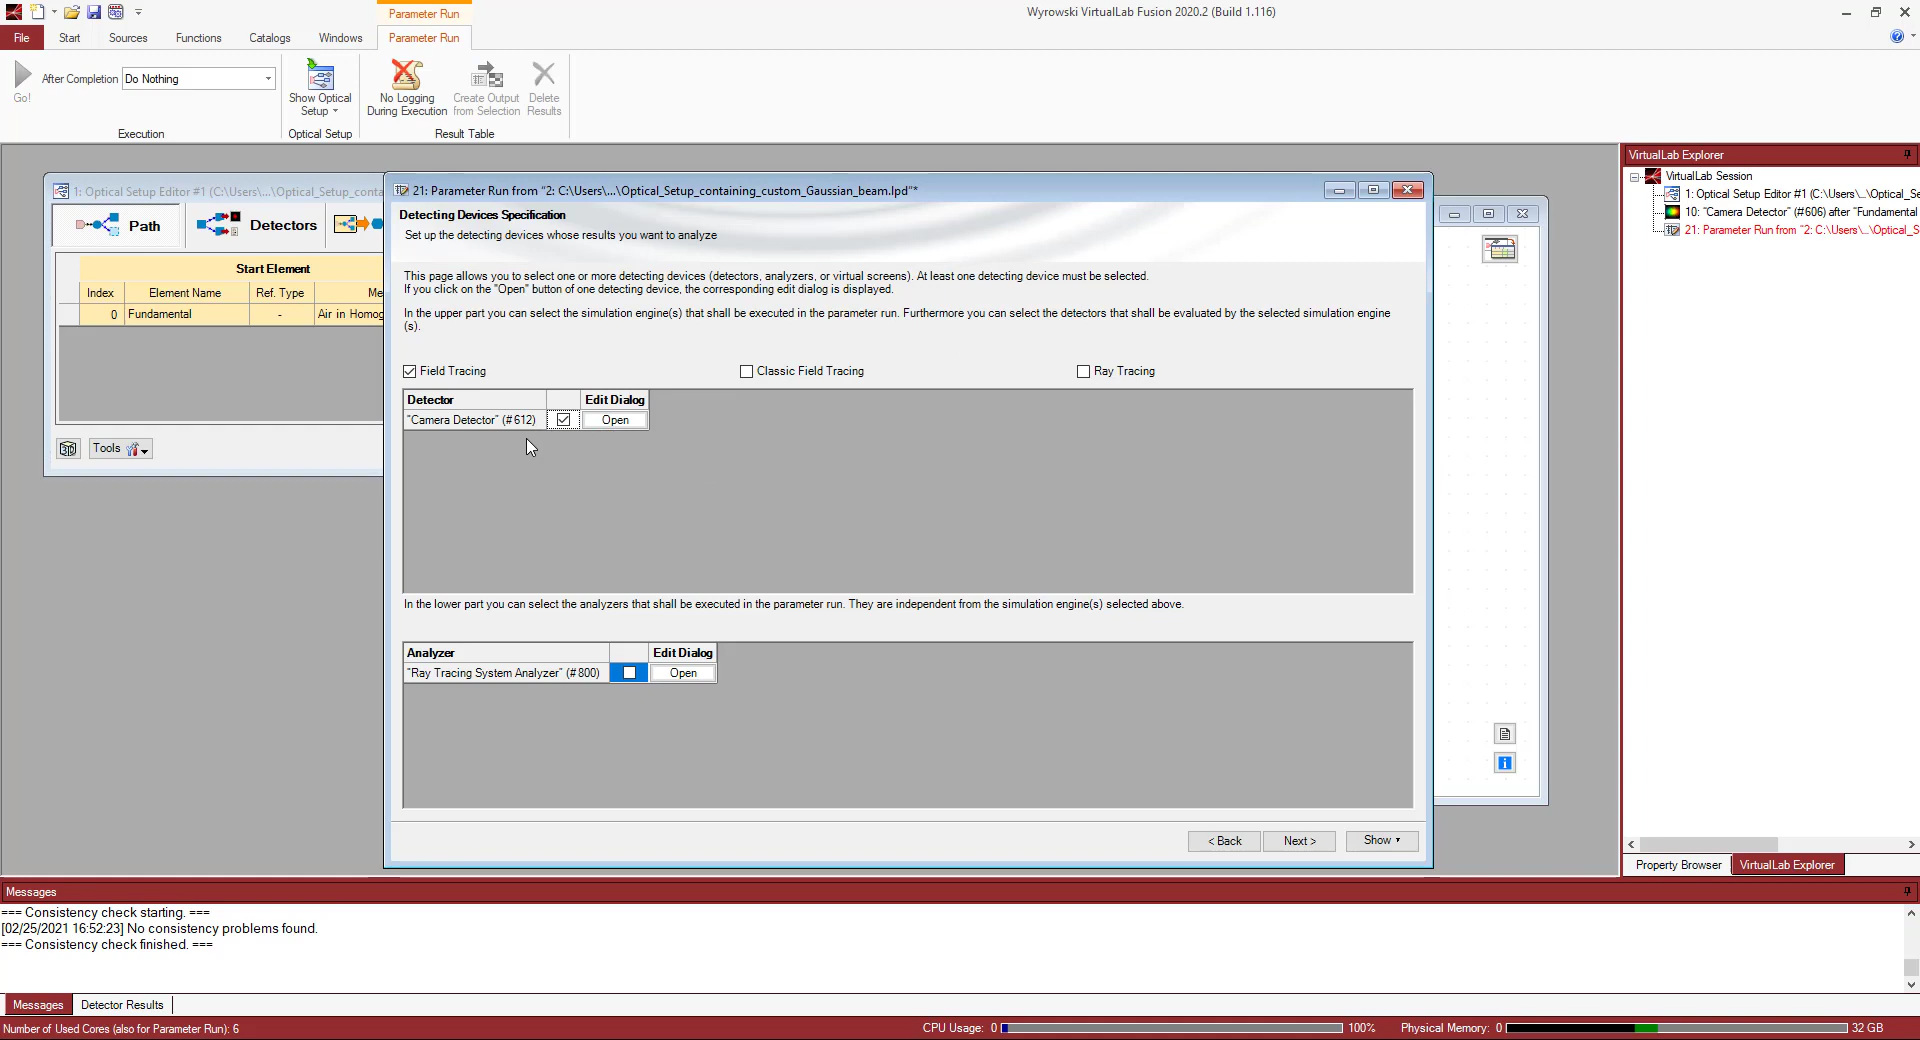 Parameter Run
Wyrowski VirtualLab Fusion 2020.2 (Build 1.116)
File
Start
Sources
Functions
Catalogs
Windows
Parameter Run
Go!
After Completion
Do Nothing
Show Optical
Setup
No Logging
During Execution
Create Output
from Selection
Delete
Results
Execution
Optical Setup
Result Table
1: Optical Setup Editor #1 (C:\Users\...\Optical_Setup_conta
Path
Detectors
Start Element
Index
Element Name
Ref. Type
Me
0
Fundamental
-
Air in Homog
3D
Tools
21: Parameter Run from "2: C:\Users\...\Optical_Setup_containing_custom_Gaussian_beam.lpd"*
Detecting Devices Specification
Set up the detecting devices whose results you want to analyze
This page allows you to select one or more detecting devices (detectors, analyzers, or virtual screens). At least one detecting device must be selected.
If you click on the "Open" button of one detecting device, the corresponding edit dialog is displayed.
In the upper part you can select the simulation engine(s) that shall be executed in the parameter run. Furthermore you can select the detectors that shall be evaluated by the selected simulation engine
(s).
Field Tracing
Classic Field Tracing
Ray Tracing
Detector
Edit Dialog
"Camera Detector" (#612)
Open
In the lower part you can select the analyzers that shall be executed in the parameter run. They are independent from the simulation engine(s) selected above.
Analyzer
Edit Dialog
"Ray Tracing System Analyzer" (#800)
Open
< Back
Next >
Show
VirtualLab Explorer
VirtualLab Session
1: Optical Setup Editor #1 (C:\Users\...\Optical_Se
10: "Camera Detector" (#606) after "Fundamental
21: Parameter Run from "2: C:\Users\...\Optical_S
Property Browser
VirtualLab Explorer
Messages
=== Consistency check starting. ===
[02/25/2021 16:52:23] No consistency problems found.
=== Consistency check finished. ===
Messages
Detector Results
Number of Used Cores (also for Parameter Run): 6
CPU Usage: 0
100%
Physical Memory: 0
32 GB